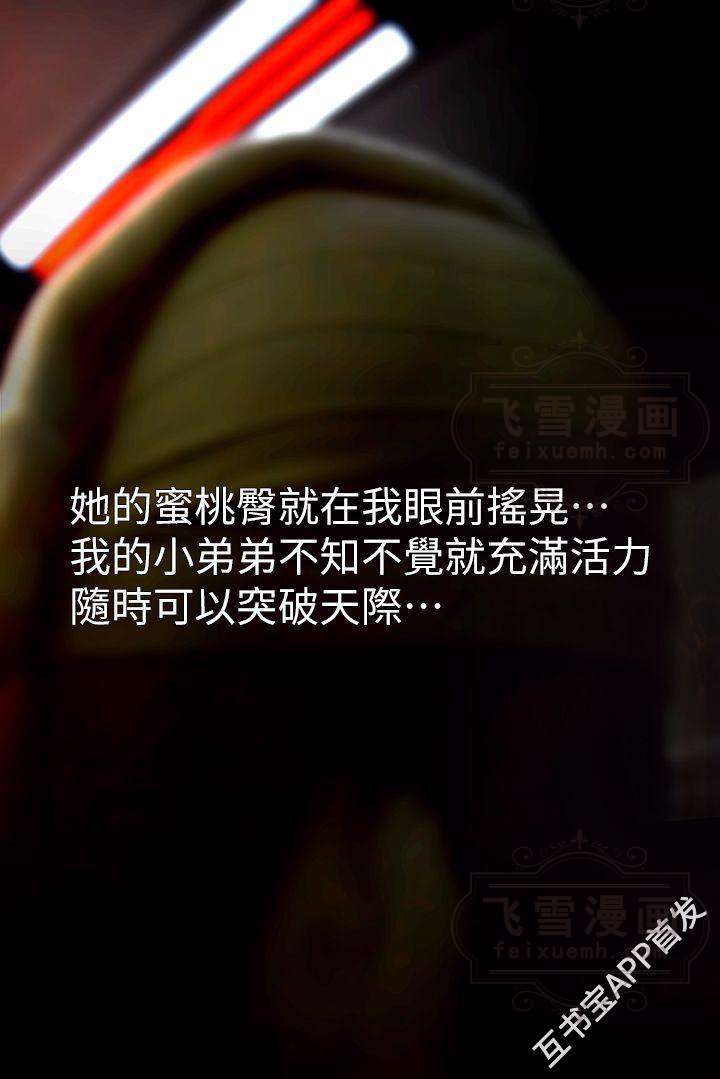 飞雪漫画
feixuemh.com
她的蜜桃臀就在我眼前搖晃⋯
我的小弟弟不知不覺就充滿活力
隨時可以突破天際⋯
飞雪漫画
feixuemh.com
互书宝APP首发